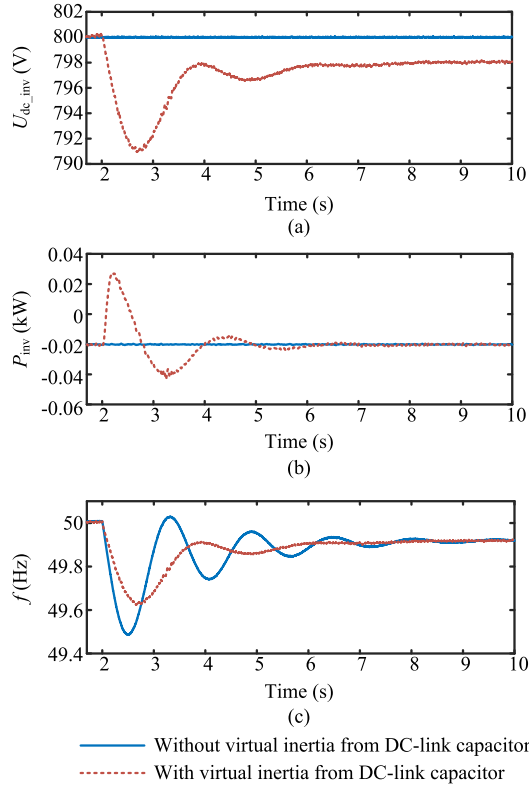 802
800
798
796
794
792
790
U_dc_inv (V)
2 3 4 5 6 7 8 9 10
Time (s)
(a)
0.04
0.02
0
-0.02
-0.04
-0.06
P_inv (kW)
2 3 4 5 6 7 8 9 10
Time (s)
(b)
50
49.8
49.6
49.4
f (Hz)
2 3 4 5 6 7 8 9 10
Time (s)
(c)
Without virtual inertia from DC-link capacitor
With virtual inertia from DC-link capacitor